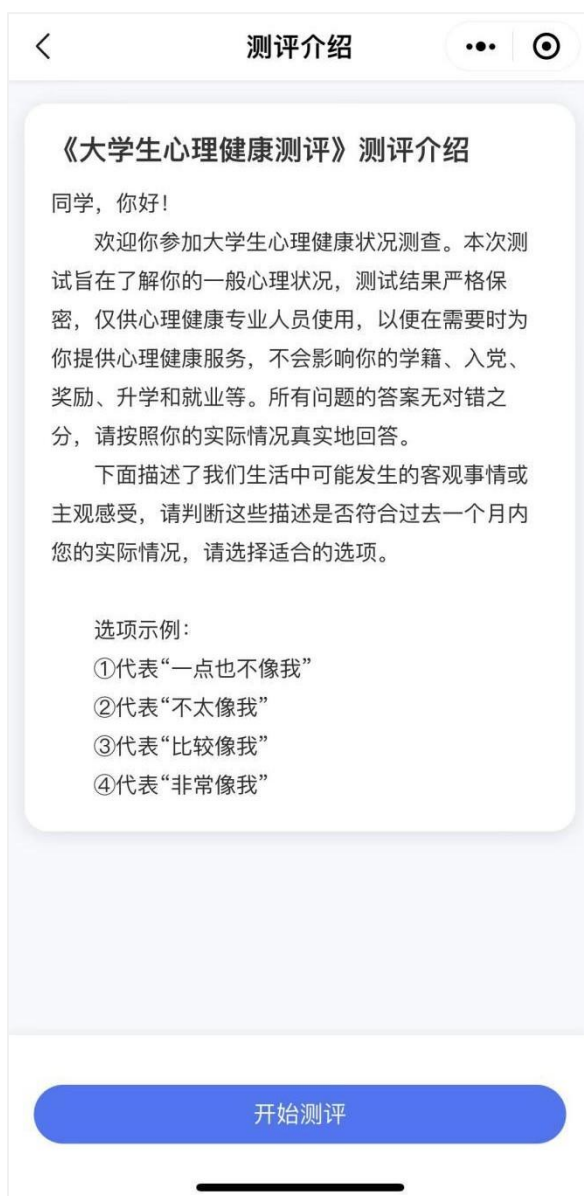 测评介绍
《大学生心理健康测评》测评介绍
同学，你好！
欢迎你参加大学生心理健康状况测查。本次测
试旨在了解你的一般心理状况，测试结果严格保
密，仅供心理健康专业人员使用，以便在需要时为
你提供心理健康服务，不会影响你的学籍、入党、
奖励、升学和就业等。所有问题的答案无对错之
分，请按照你的实际情况真实地回答。
下面描述了我们生活中可能发生的客观事情或
主观感受，请判断这些描述是否符合过去一个月内
您的实际情况，请选择适合的选项。
选项示例：
①代表“一点也不像我”
②代表“不太像我”
③代表“比较像我”
④代表“非常像我”
开始测评